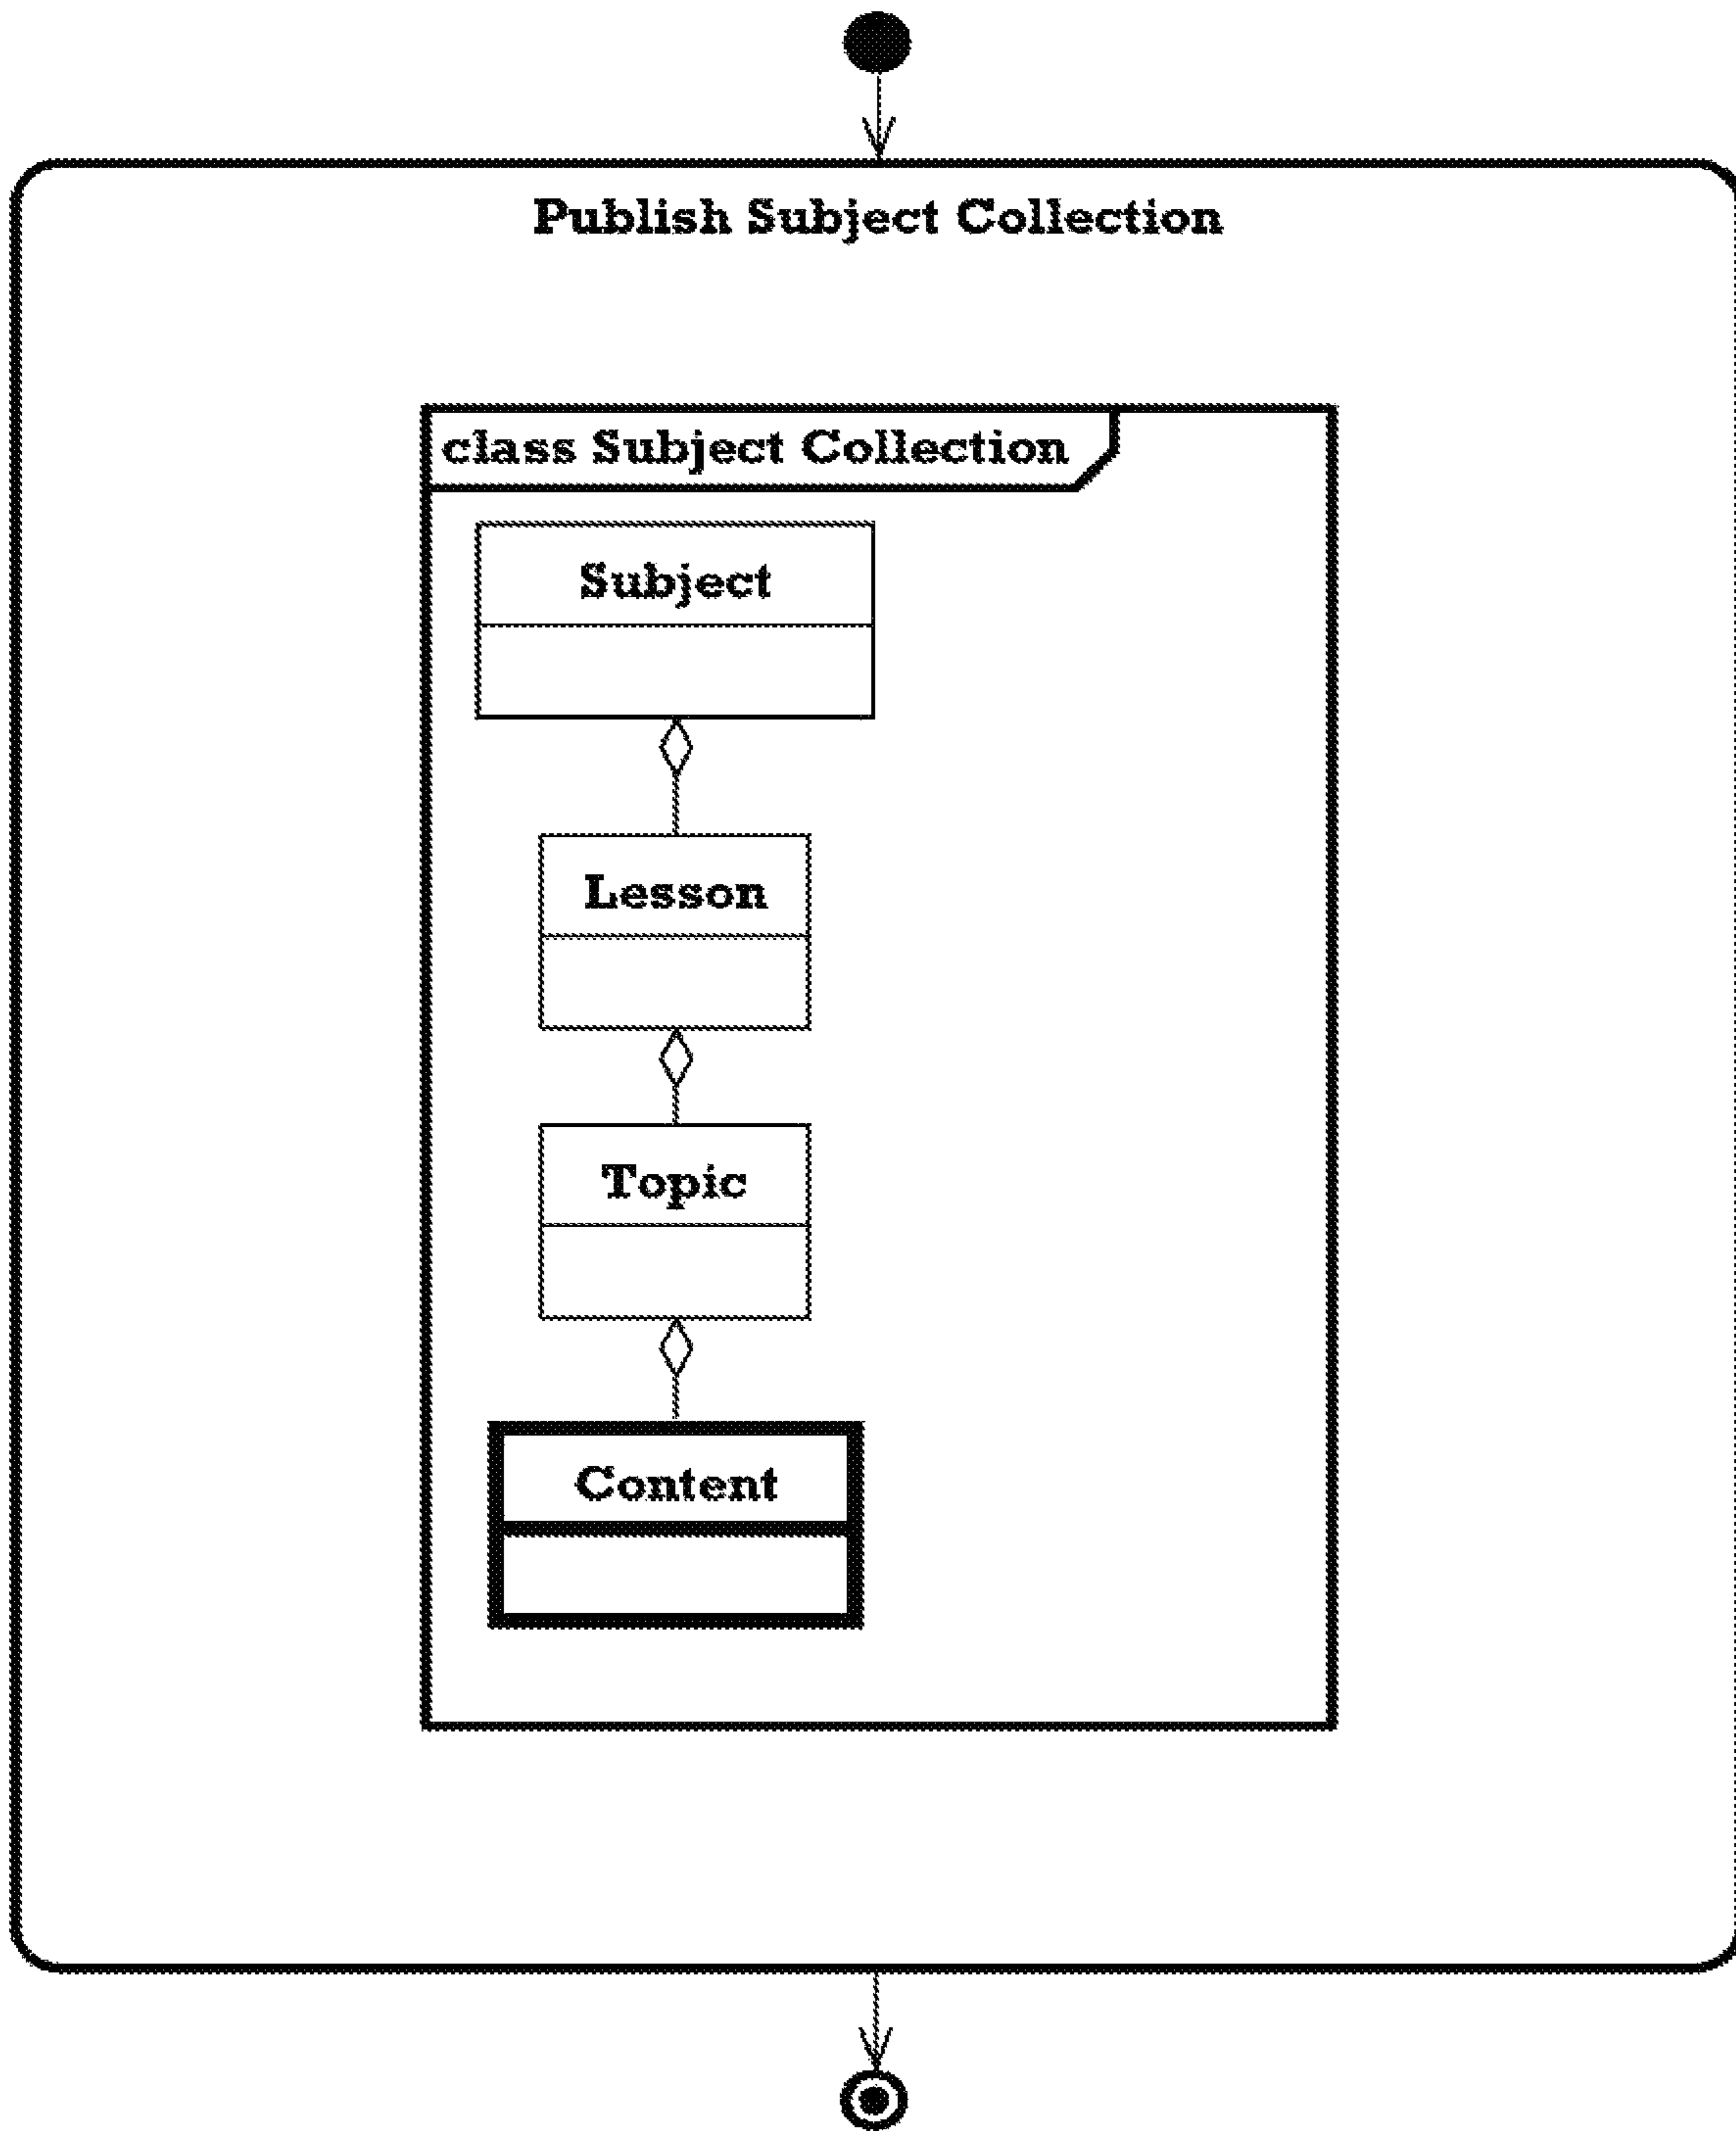 Publish Subject Collection
class Subject Collection
Subject
Lesson
Topic
Content